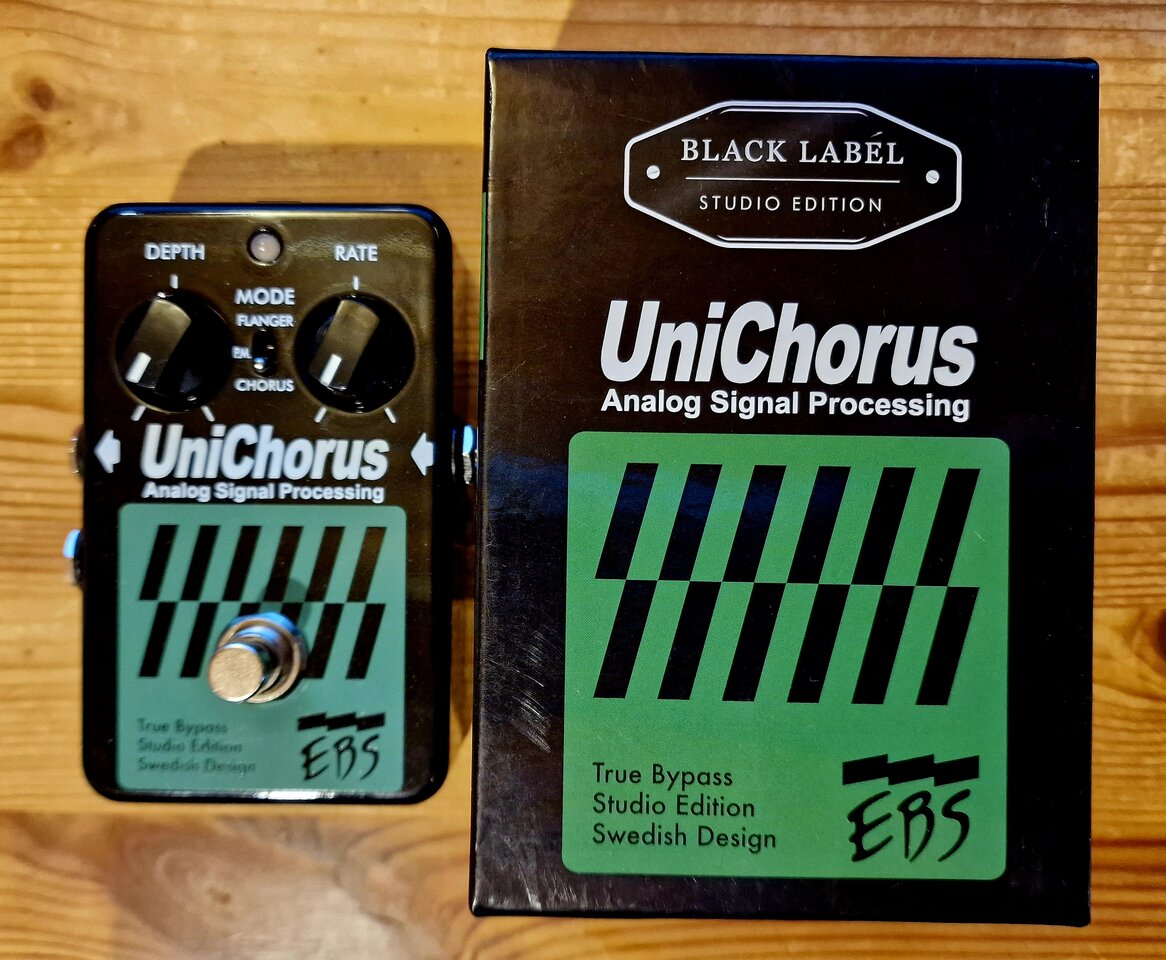 DEPTH
RATE
MODE
FLANGER
P.M.
CHORUS
UniChorus
Analog Signal Processing
True Bypass
Studio Edition
Swedish Design
EBS
BLACK LABEL
STUDIO EDITION
UniChorus
Analog Signal Processing
True Bypass
Studio Edition
Swedish Design
EBS